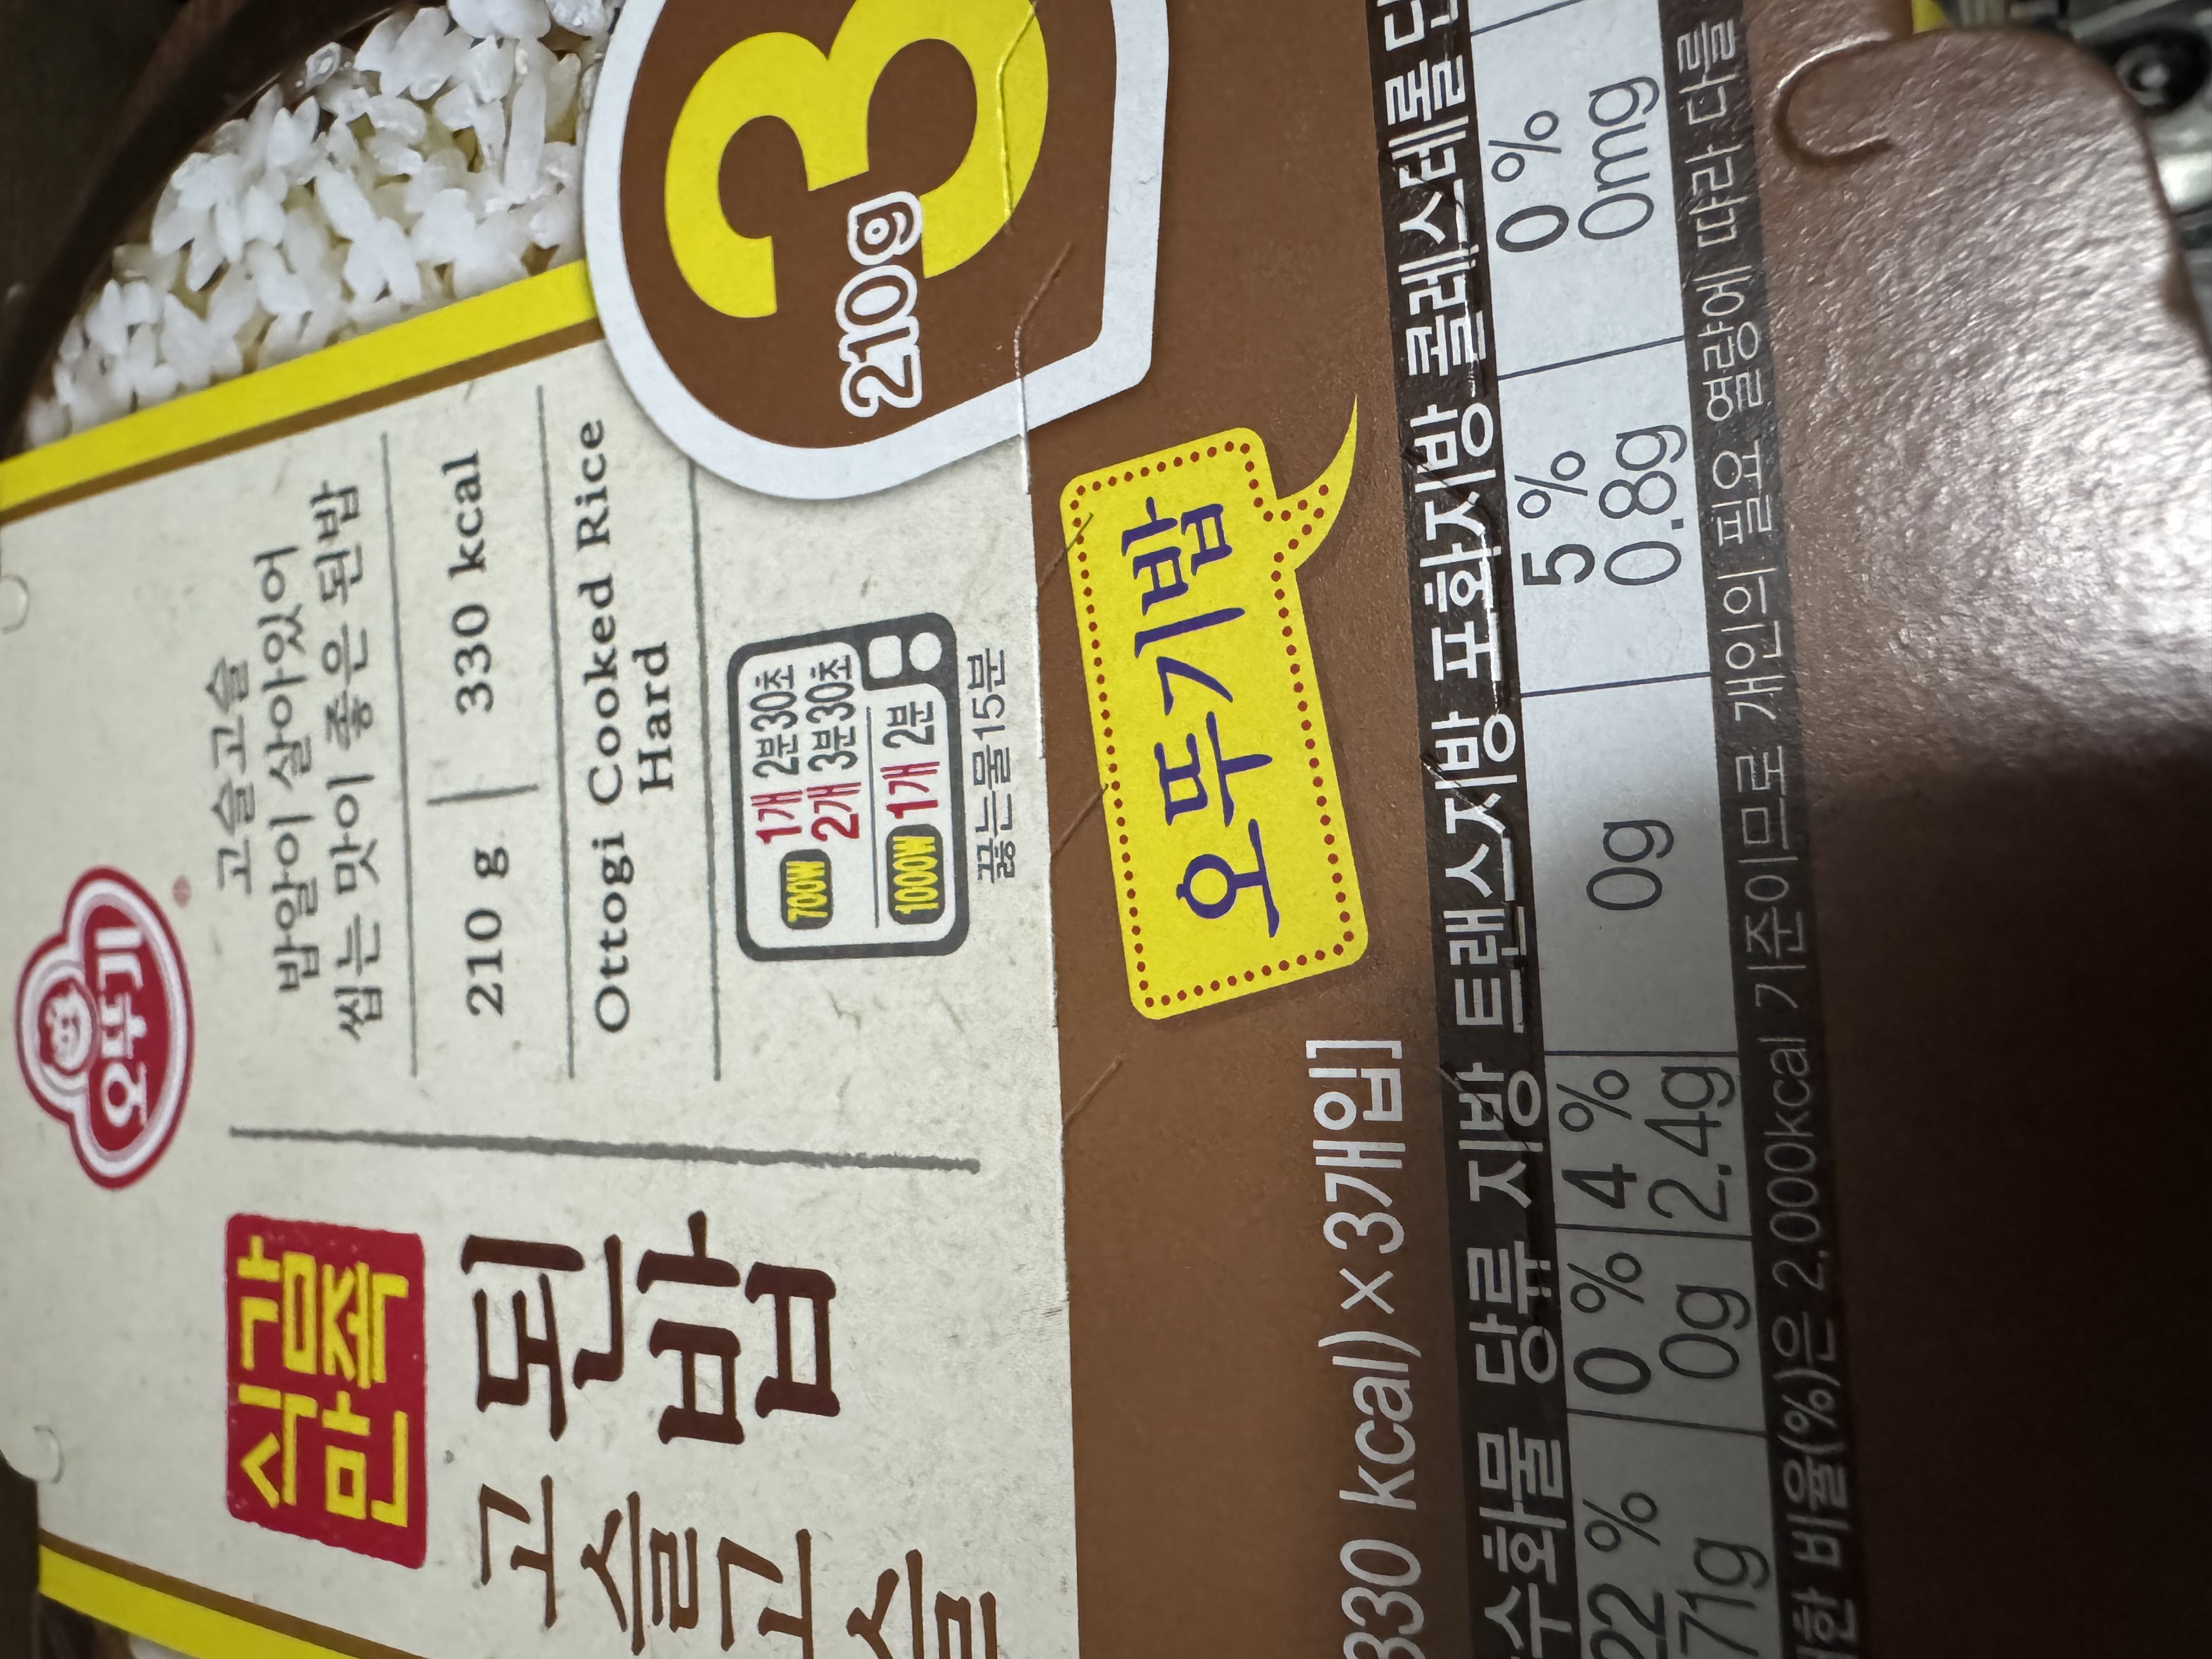 오뚜기
식감
만족
고슬고슬
된밥
고슬고슬
밥알이 살아있어
씹는 맛이 좋은 된밥
210 g
330 kcal
Ottogi Cooked Rice
Hard
700W 1개 2분30초
2개 3분30초
1000W 1개 2분
끓는물15분
3
210g
오뚜기밥
330 kcal) × 3개입]
수화물 당류 지방 트랜스지방 포화지방 콜레스테롤
22 % 0 % 4 % 5 % 0 %
71g 0g 2.4g 0g 0.8g 0mg
비율(%)은 2,000kcal 기준이므로 개인의 필요 열량에 따라 다를